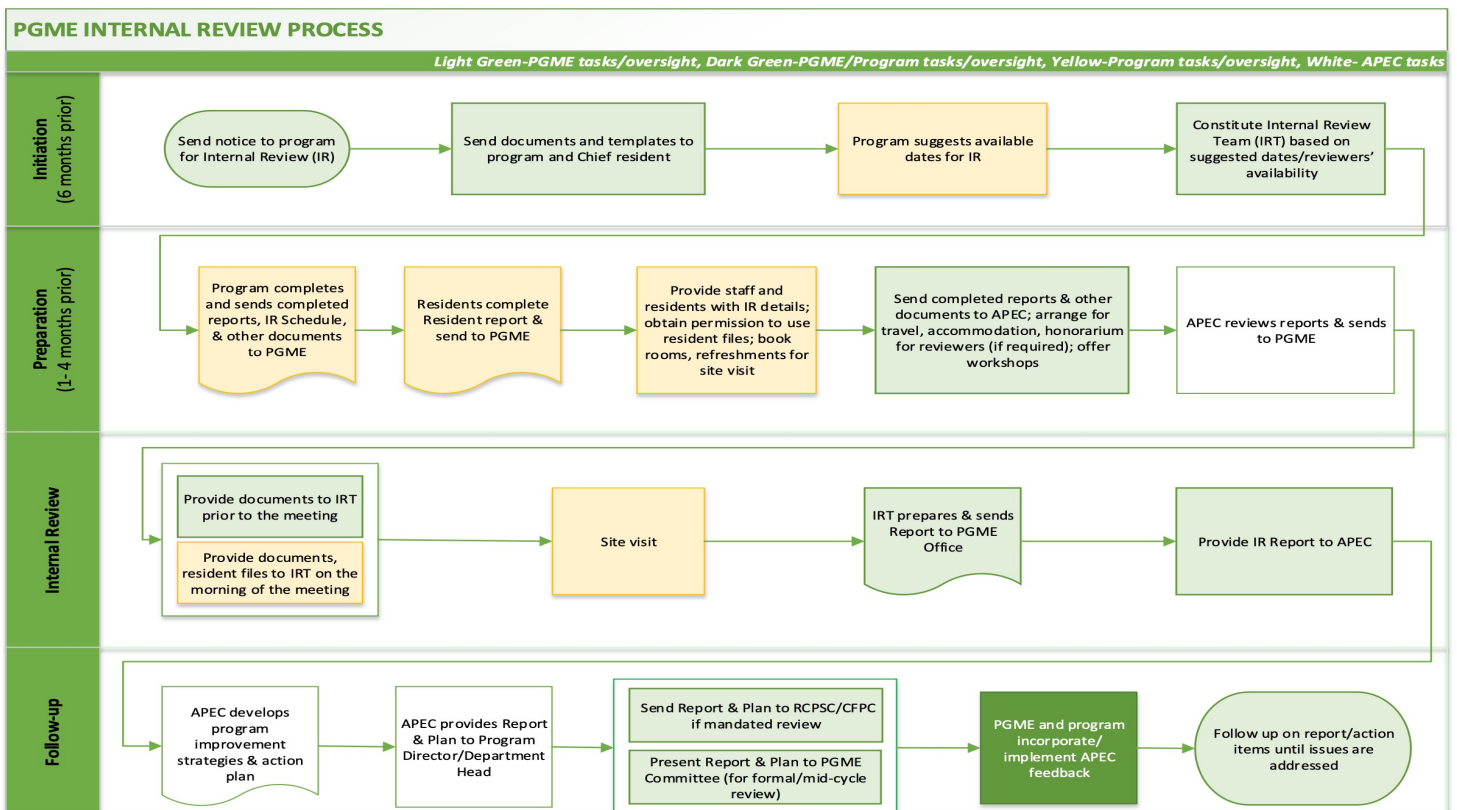 PGME INTERNAL REVIEW PROCESS
Light Green-PGME tasks/oversight, Dark Green-PGME/Program tasks/oversight, Yellow-Program tasks/oversight, White- APEC tasks
Initiation
(6 months prior)
Send notice to program
for Internal Review (IR)
Send documents and templates to
program and Chief resident
Program suggests available
dates for IR
Constitute Internal Review
Team (IRT) based on
suggested dates/reviewers'
availability
Preparation
(1- 4 months prior)
Program completes
and sends completed
reports, IR Schedule,
& other documents
to PGME
Residents complete
Resident report &
send to PGME
Provide staff and
residents with IR details;
obtain permission to use
resident files; book
rooms, refreshments for
site visit
Send completed reports & other
documents to APEC; arrange for
travel, accommodation, honorarium
for reviewers (if required); offer
workshops
APEC reviews reports & sends
to PGME
Internal Review
Provide documents to IRT
prior to the meeting
Provide documents,
resident files to IRT on the
morning of the meeting
Site visit
IRT prepares & sends
Report to PGME
Office
Provide IR Report to APEC
Follow-up
APEC develops
program
improvement
strategies & action
plan
APEC provides Report
& Plan to Program
Director/Department
Head
Send Report & Plan to RCPSC/CFPC
if mandated review
Present Report & Plan to PGME
Committee (for formal/mid-cycle
review)
PGME and program
incorporate/
implement APEC
feedback
Follow up on report/action
items until issues are
addressed